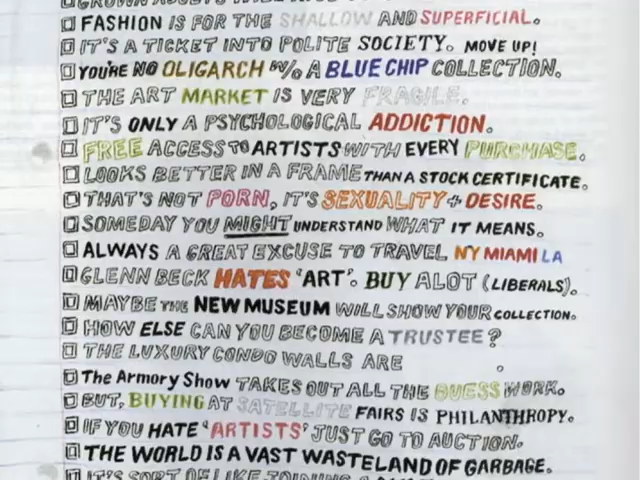 FASHION IS FOR THE SHALLOW AND SUPERFICIAL.
IT'S A TICKET INTO POLITE SOCIETY. MOVE UP!
YOU'RE NO OLIGARCH W/O A BLUE CHIP COLLECTION.
THE ART MARKET IS VERY FRAGILE.
IT'S ONLY A PSYCHOLOGICAL ADDICTION.
FREE ACCESS TO ARTISTS WITH EVERY PURCHASE.
LOOKS BETTER IN A FRAME THAN A STOCK CERTIFICATE.
THAT'S NOT PORN, IT'S SEXUALITY + DESIRE.
SOMEDAY YOU MIGHT UNDERSTAND WHAT IT MEANS.
ALWAYS A GREAT EXCUSE TO TRAVEL NY MIAMI LA
GLENN BECK HATES 'ART'. BUY ALOT (LIBERALS).
MAYBE THE NEW MUSEUM WILL SHOW YOUR COLLECTION.
HOW ELSE CAN YOU BECOME A TRUSTEE?
THE LUXURY CONDO WALLS ARE .
The Armory Show TAKES OUT ALL THE GUESS WORK.
BUT, BUYING AT SATELLITE FAIRS IS PHILANTHROPY.
IF YOU HATE 'ARTISTS' JUST GO TO AUCTION.
THE WORLD IS A VAST WASTELAND OF GARBAGE.
IT'S SORT OF LIKE JOINING A